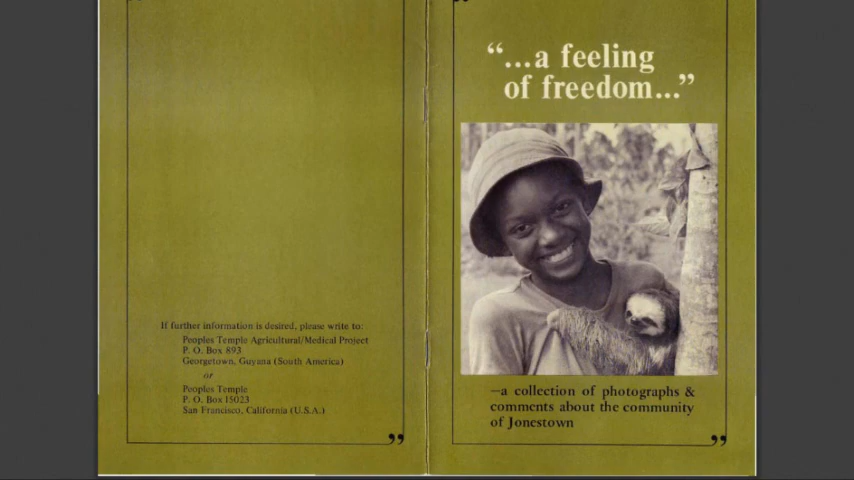 If further information is desired, please write to:
Peoples Temple Agricultural/Medical Project
P. O. Box 893
Georgetown, Guyana (South America)
or
Peoples Temple
P. O. Box 15023
San Francisco, California (U.S.A.)
”
“...a feeling
of freedom...”
—a collection of photographs &
comments about the community
of Jonestown
”